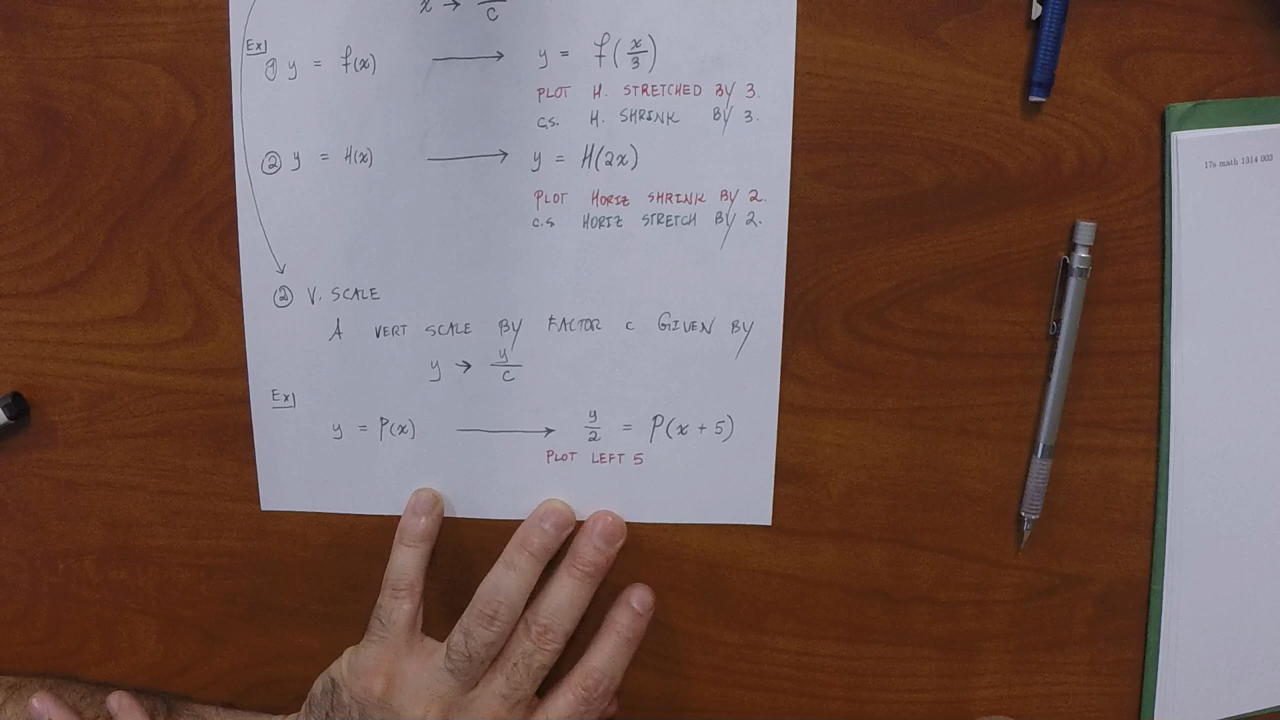 x → x/c
Ex
① y = f(x) → y = f(x/3)
PLOT H. STRETCHED BY 3.
C.S. H. SHRINK BY 3.
② y = H(x) → y = H(2x)
PLOT HORIZ SHRINK BY 2.
C.S. HORIZ STRETCH BY 2.
② V. SCALE
A VERT SCALE BY FACTOR C GIVEN BY
y → y/c
Ex
y = P(x) → y/2 = P(x + 5)
PLOT LEFT 5
17s math 1314 003